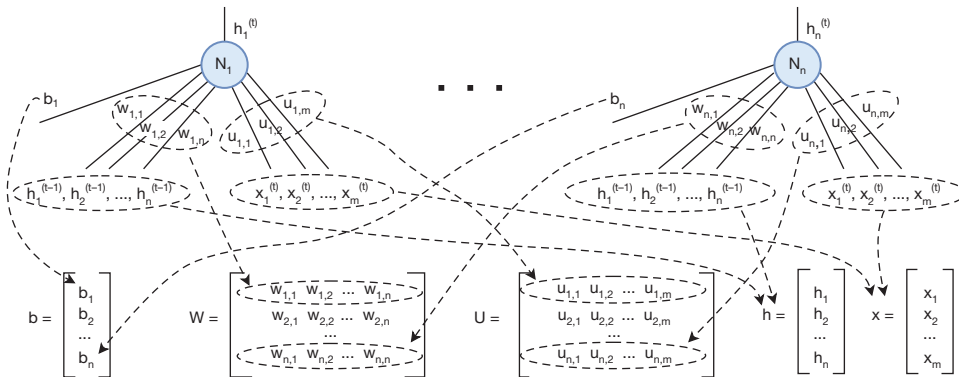 h₁⁽ᵗ⁾ hₙ⁽ᵗ⁾
N₁ . . . Nₙ
b₁ w₁,₁ w₁,₂ w₁,ₙ u₁,₁ u₁,₂ u₁,ₘ bₙ wₙ,₁ wₙ,₂ wₙ,ₙ uₙ,₁ uₙ,₂ uₙ,ₘ
h₁⁽ᵗ⁻¹⁾, h₂⁽ᵗ⁻¹⁾, ..., hₙ⁽ᵗ⁻¹⁾ x₁⁽ᵗ⁾, x₂⁽ᵗ⁾, ..., xₘ⁽ᵗ⁾ h₁⁽ᵗ⁻¹⁾, h₂⁽ᵗ⁻¹⁾, ..., hₙ⁽ᵗ⁻¹⁾ x₁⁽ᵗ⁾, x₂⁽ᵗ⁾, ..., xₘ⁽ᵗ⁾
b =
b₁
b₂
...
bₙ
W =
w₁,₁ w₁,₂ ... w₁,ₙ
w₂,₁ w₂,₂ ... w₂,ₙ
...
wₙ,₁ wₙ,₂ ... wₙ,ₙ
U =
u₁,₁ u₁,₂ ... u₁,ₘ
u₂,₁ u₂,₂ ... u₂,ₘ
...
uₙ,₁ uₙ,₂ ... uₙ,ₘ
h =
h₁
h₂
...
hₙ
x =
x₁
x₂
...
xₘ